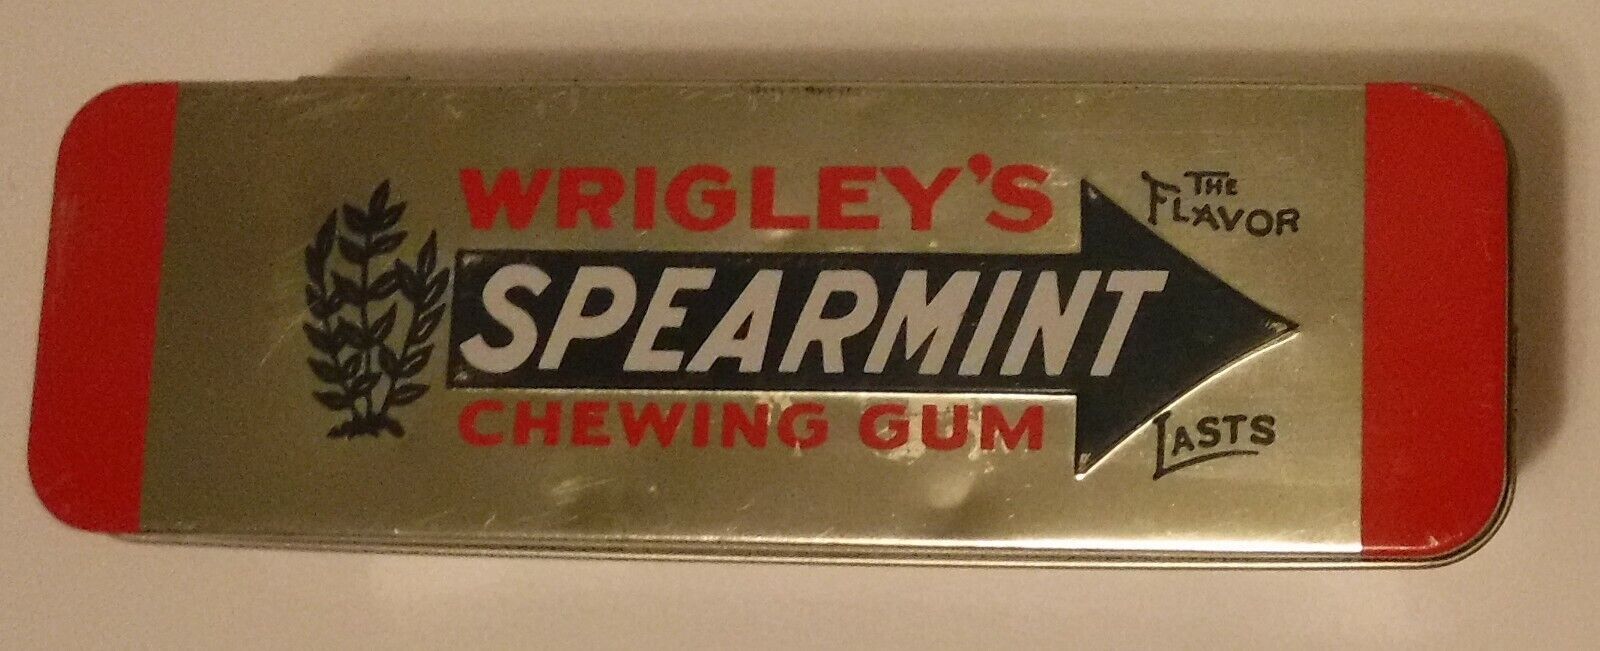 WRIGLEY'S
SPEARMINT
CHEWING GUM
THE
FLAVOR
LASTS